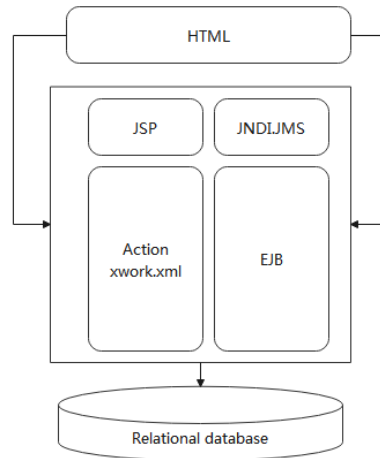 HTML
JSP
JNDI.JMS
Action
xwork.xml
EJB
Relational database